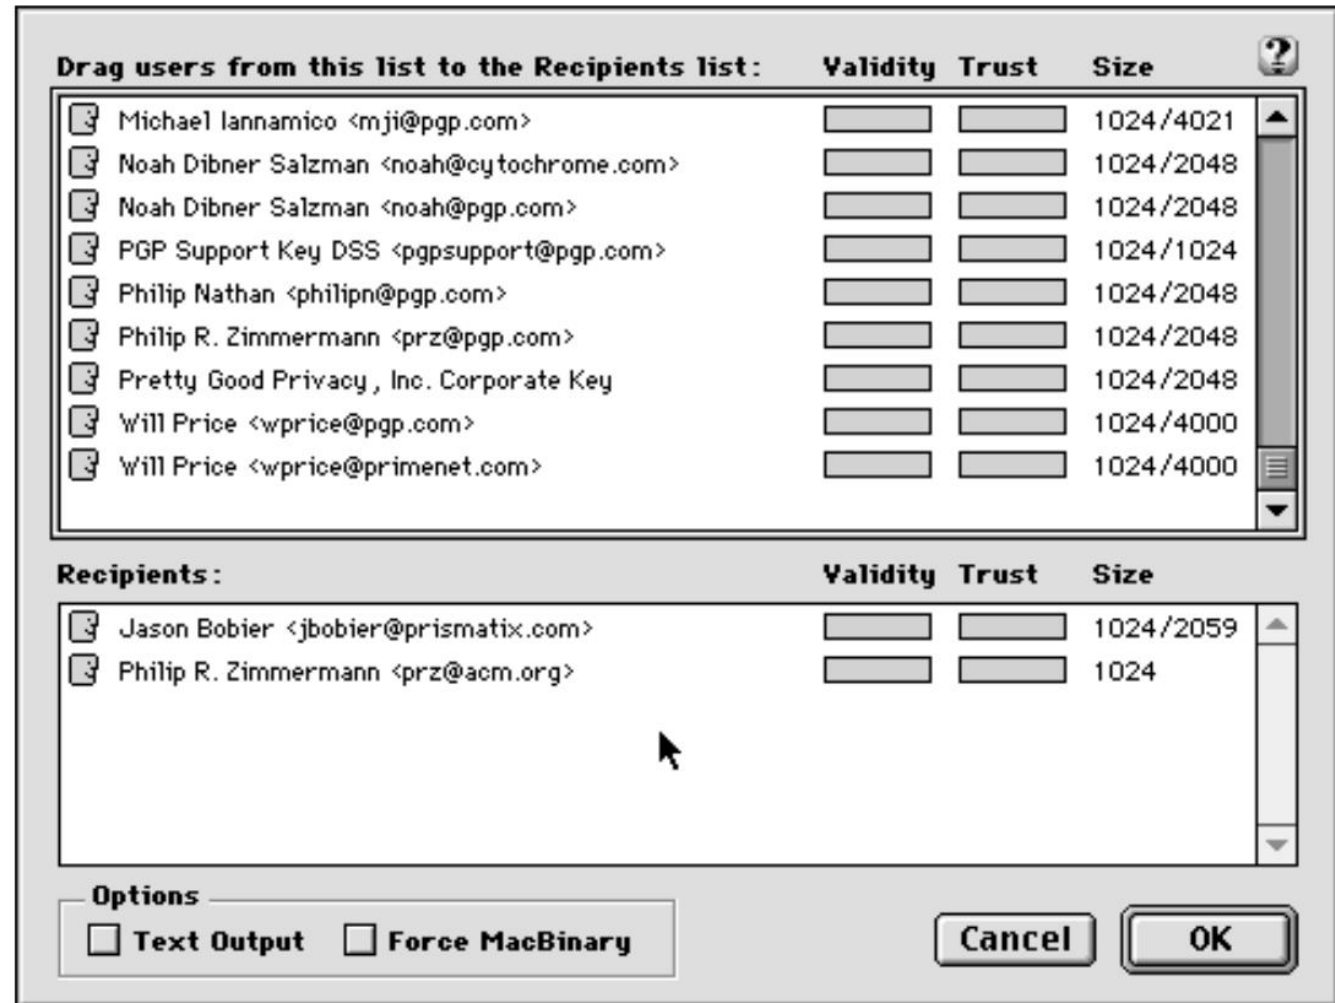 Drag users from this list to the Recipients list: Validity Trust Size ?
Michael Iannamico <mji@pgp.com> 1024/4021
Noah Dibner Salzman <noah@cytochrome.com> 1024/2048
Noah Dibner Salzman <noah@pgp.com> 1024/2048
PGP Support Key DSS <pgpsupport@pgp.com> 1024/1024
Philip Nathan <philipn@pgp.com> 1024/2048
Philip R. Zimmermann <prz@pgp.com> 1024/2048
Pretty Good Privacy, Inc. Corporate Key 1024/2048
Will Price <wprice@pgp.com> 1024/4000
Will Price <wprice@primenet.com> 1024/4000
Recipients: Validity Trust Size
Jason Bobier <jbobier@prismatix.com> 1024/2059
Philip R. Zimmermann <prz@acm.org> 1024
Options
Text Output Force MacBinary Cancel OK